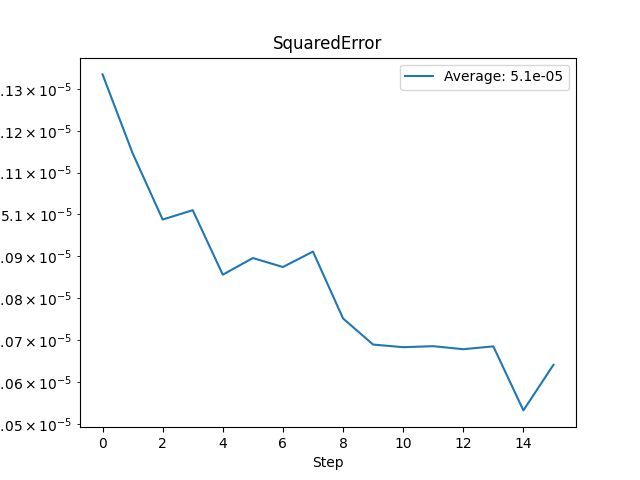 SquaredError
Average: 5.1e-05
.13 × 10⁻⁵
.12 × 10⁻⁵
.11 × 10⁻⁵
5.1 × 10⁻⁵
.09 × 10⁻⁵
.08 × 10⁻⁵
.07 × 10⁻⁵
.06 × 10⁻⁵
.05 × 10⁻⁵
0 2 4 6 8 10 12 14
Step